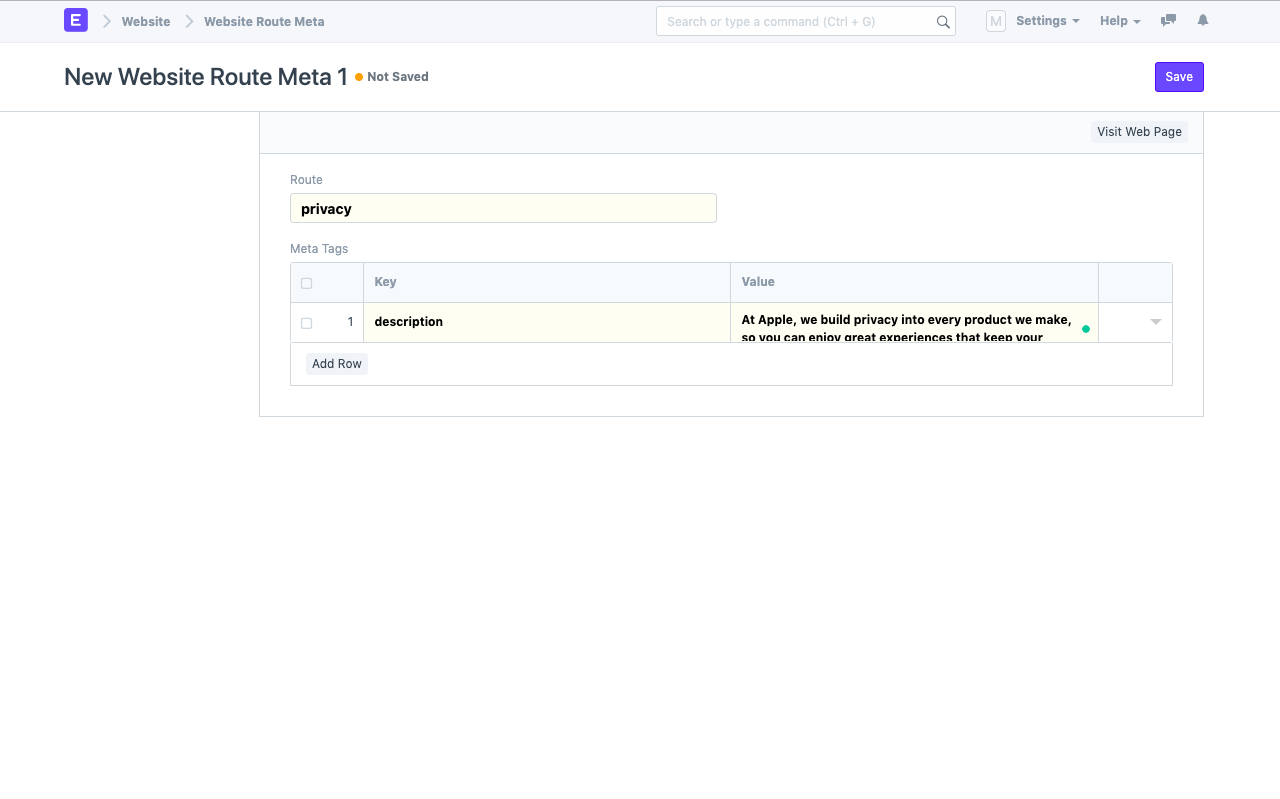 E Website Website Route Meta Search or type a command (Ctrl + G) M Settings Help
New Website Route Meta 1 Not Saved Save
Visit Web Page
Route
privacy
Meta Tags
Key Value
1 description At Apple, we build privacy into every product we make,
so you can enjoy great experiences that keep your
Add Row